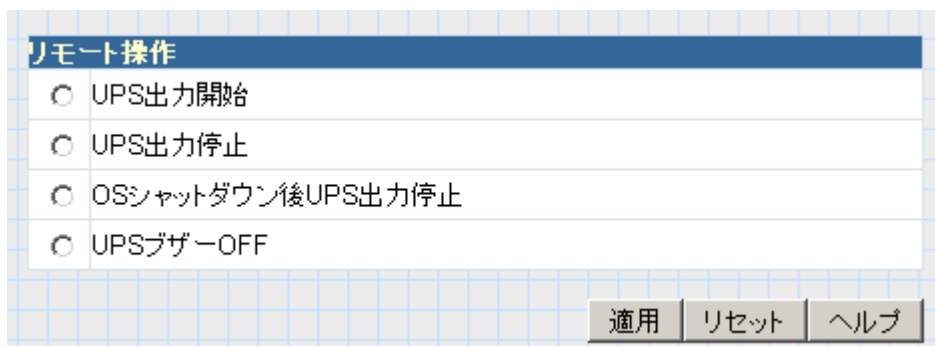 リモート操作
UPS出力開始
UPS出力停止
OSシャットダウン後UPS出力停止
UPSブザーOFF
適用 リセット ヘルプ